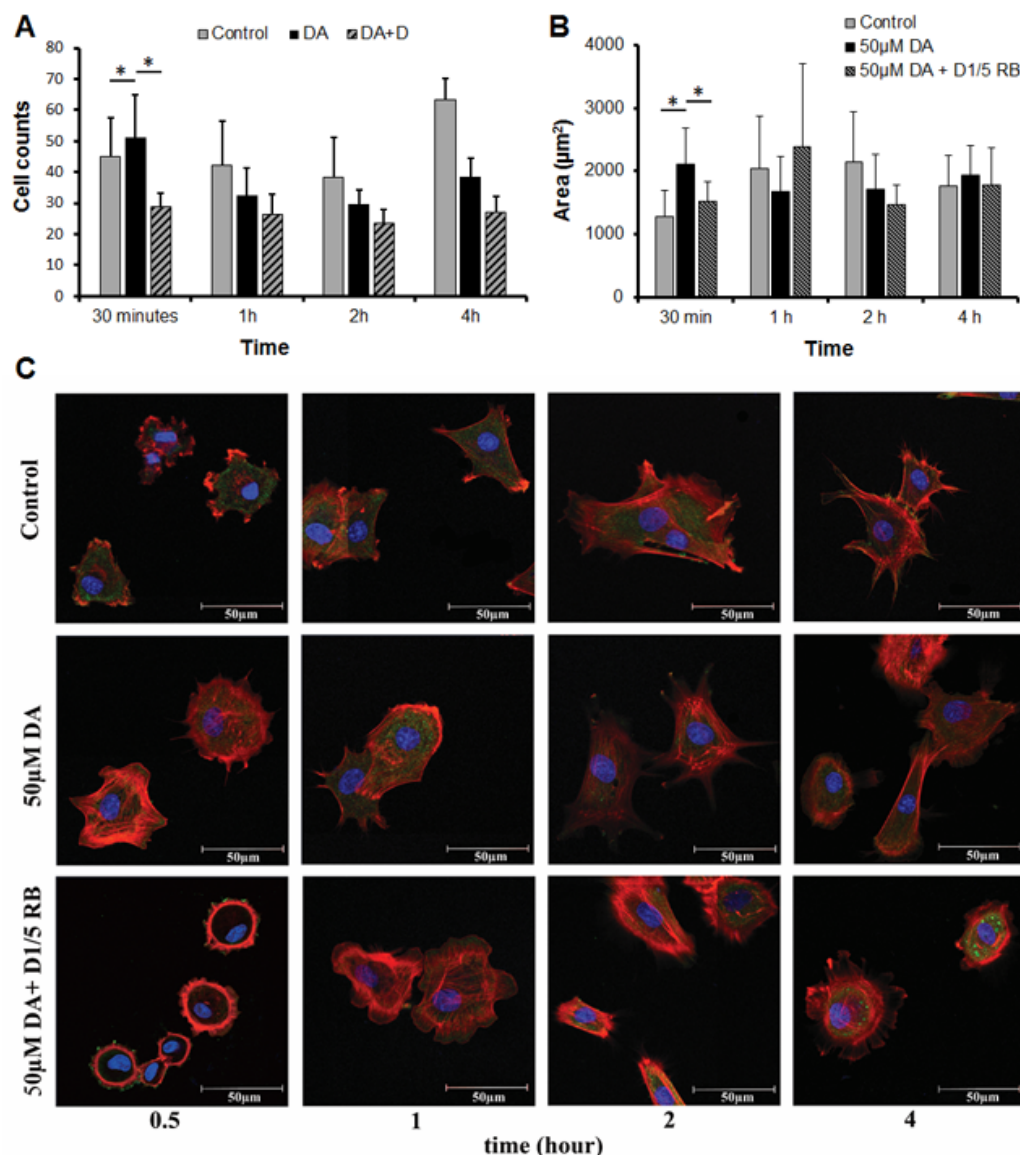 A
Control DA DA+D
80
70
60
50
40
30
20
10
0
Cell counts
* *
30 minutes 1h 2h 4h
Time
B
Control
50µM DA
50µM DA + D1/5 RB
4000
3000
2000
1000
0
Area (µm²)
* *
30 min 1 h 2 h 4 h
Time
C
Control
50µm 50µm 50µm 50µm
50µM DA
50µm 50µm 50µm 50µm
50µM DA+ D1/5 RB
50µm 50µm 50µm 50µm
0.5 1 2 4
time (hour)